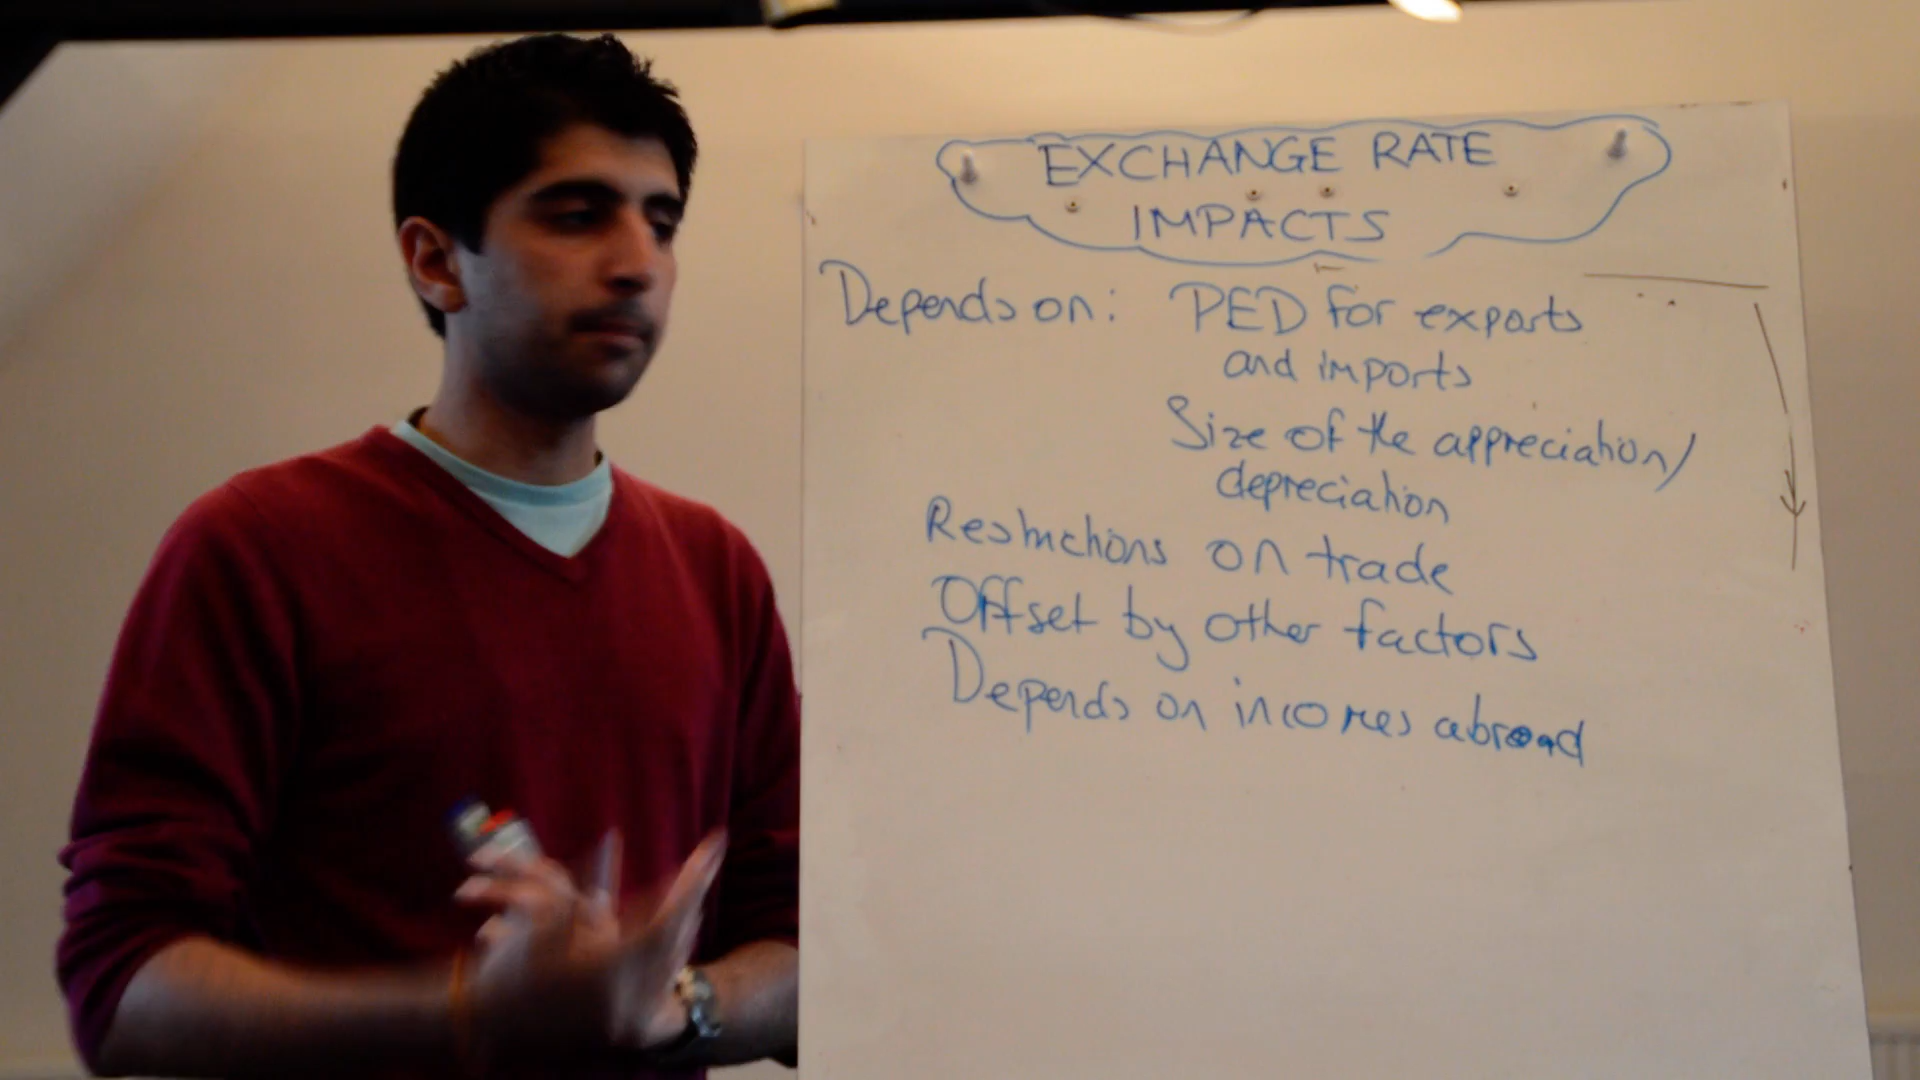 EXCHANGE RATE
IMPACTS
Depends on: PED for exports
and imports
Size of the appreciation/
depreciation
Restrictions on trade
Offset by other factors
Depends on incomes abroad